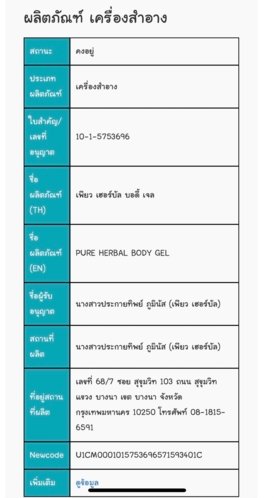 ผลิตภัณฑ์ เครื่องสำอาง
สถานะ
คงอยู่
ประเภท
ผลิตภัณฑ์
เครื่องสำอาง
ใบสำคัญ/
เลขที่
อนุญาต
10-1-5753696
ชื่อ
ผลิตภัณฑ์
(TH)
เพียว เฮอร์บัล บอดี้ เจล
ชื่อ
ผลิตภัณฑ์
(EN)
PURE HERBAL BODY GEL
ชื่อผู้รับ
อนุญาต
นางสาวประกายทิพย์ ภูมินัส (เพียว เฮอร์บัล)
สถานที่
ผลิต
นางสาวประกายทิพย์ ภูมินัส (เพียว เฮอร์บัล)
ที่อยู่สถาน
ที่ผลิต
เลขที่ 68/7 ซอย สุขุมวิท 103 ถนน สุขุมวิท
แขวง บางนา เขต บางนา จังหวัด
กรุงเทพมหานคร 10250 โทรศัพท์ 08-1815-
6591
Newcode
U1CM0001015753696571593401C
เพิ่มเติม
ดูข้อมูล